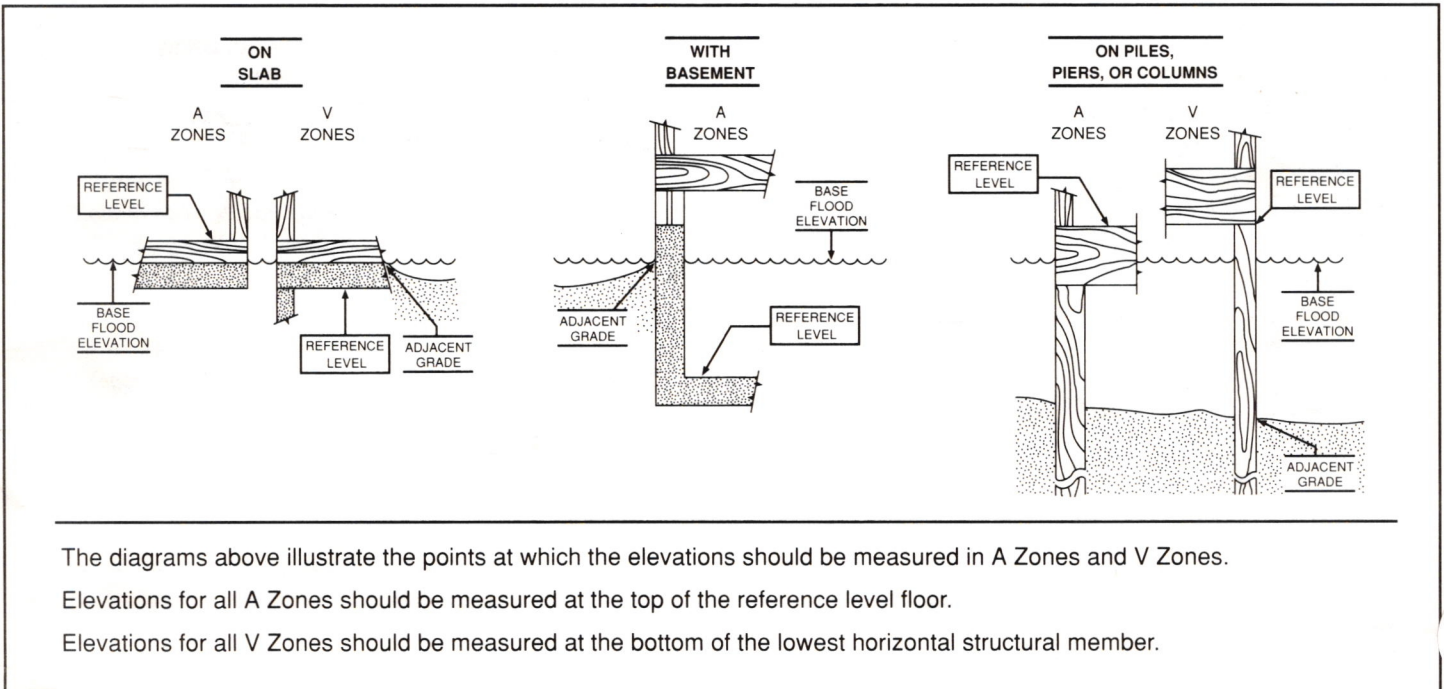 ON
SLAB
A
ZONES
V
ZONES
REFERENCE
LEVEL
BASE
FLOOD
ELEVATION
REFERENCE
LEVEL
ADJACENT
GRADE
WITH
BASEMENT
A
ZONES
BASE
FLOOD
ELEVATION
ADJACENT
GRADE
REFERENCE
LEVEL
ON PILES,
PIERS, OR COLUMNS
A
ZONES
V
ZONES
REFERENCE
LEVEL
REFERENCE
LEVEL
BASE
FLOOD
ELEVATION
ADJACENT
GRADE
The diagrams above illustrate the points at which the elevations should be measured in A Zones and V Zones.
Elevations for all A Zones should be measured at the top of the reference level floor.
Elevations for all V Zones should be measured at the bottom of the lowest horizontal structural member.